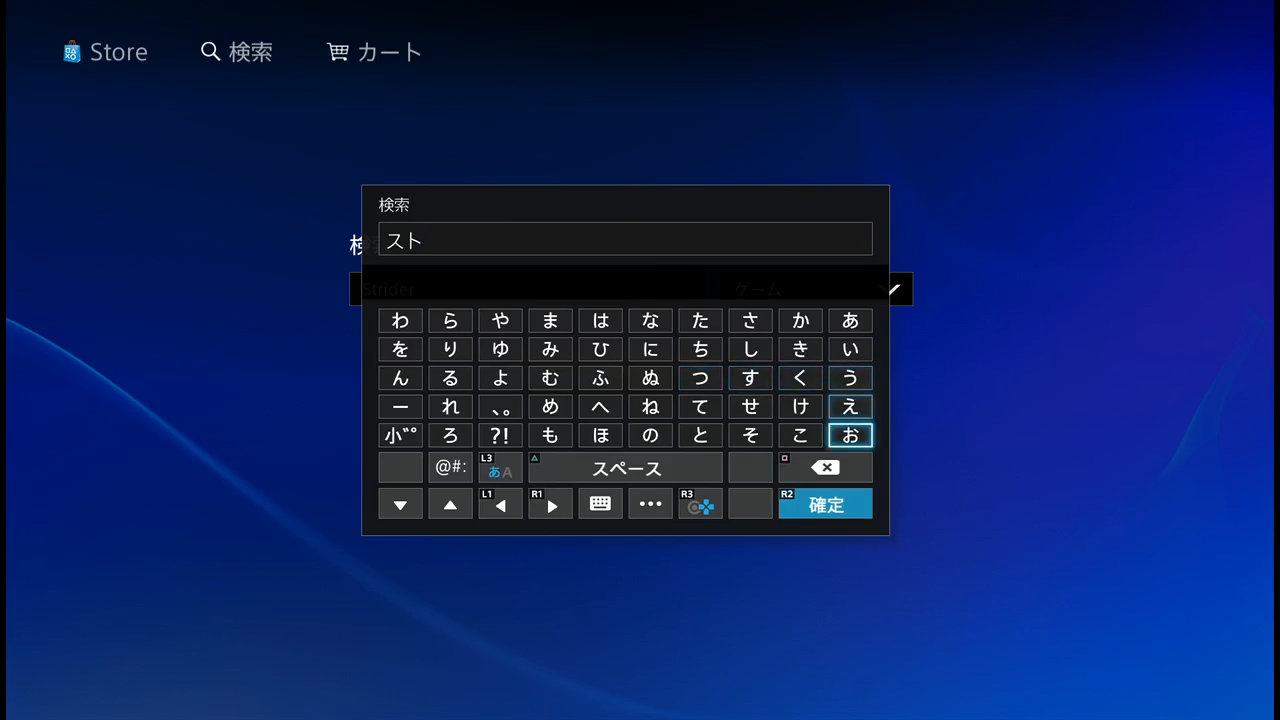 Store 検索 カート
検索
スト
検索
Strider ゲーム
わ ら や ま は な た さ か あ
を り ゆ み ひ に ち し き い
ん る よ む ふ ぬ つ す く う
ー れ 、。 め へ ね て せ け え
小゛゜ ろ ?! も ほ の と そ こ お
@#: L3 あA スペース
L1 R1 R3 R2 確定